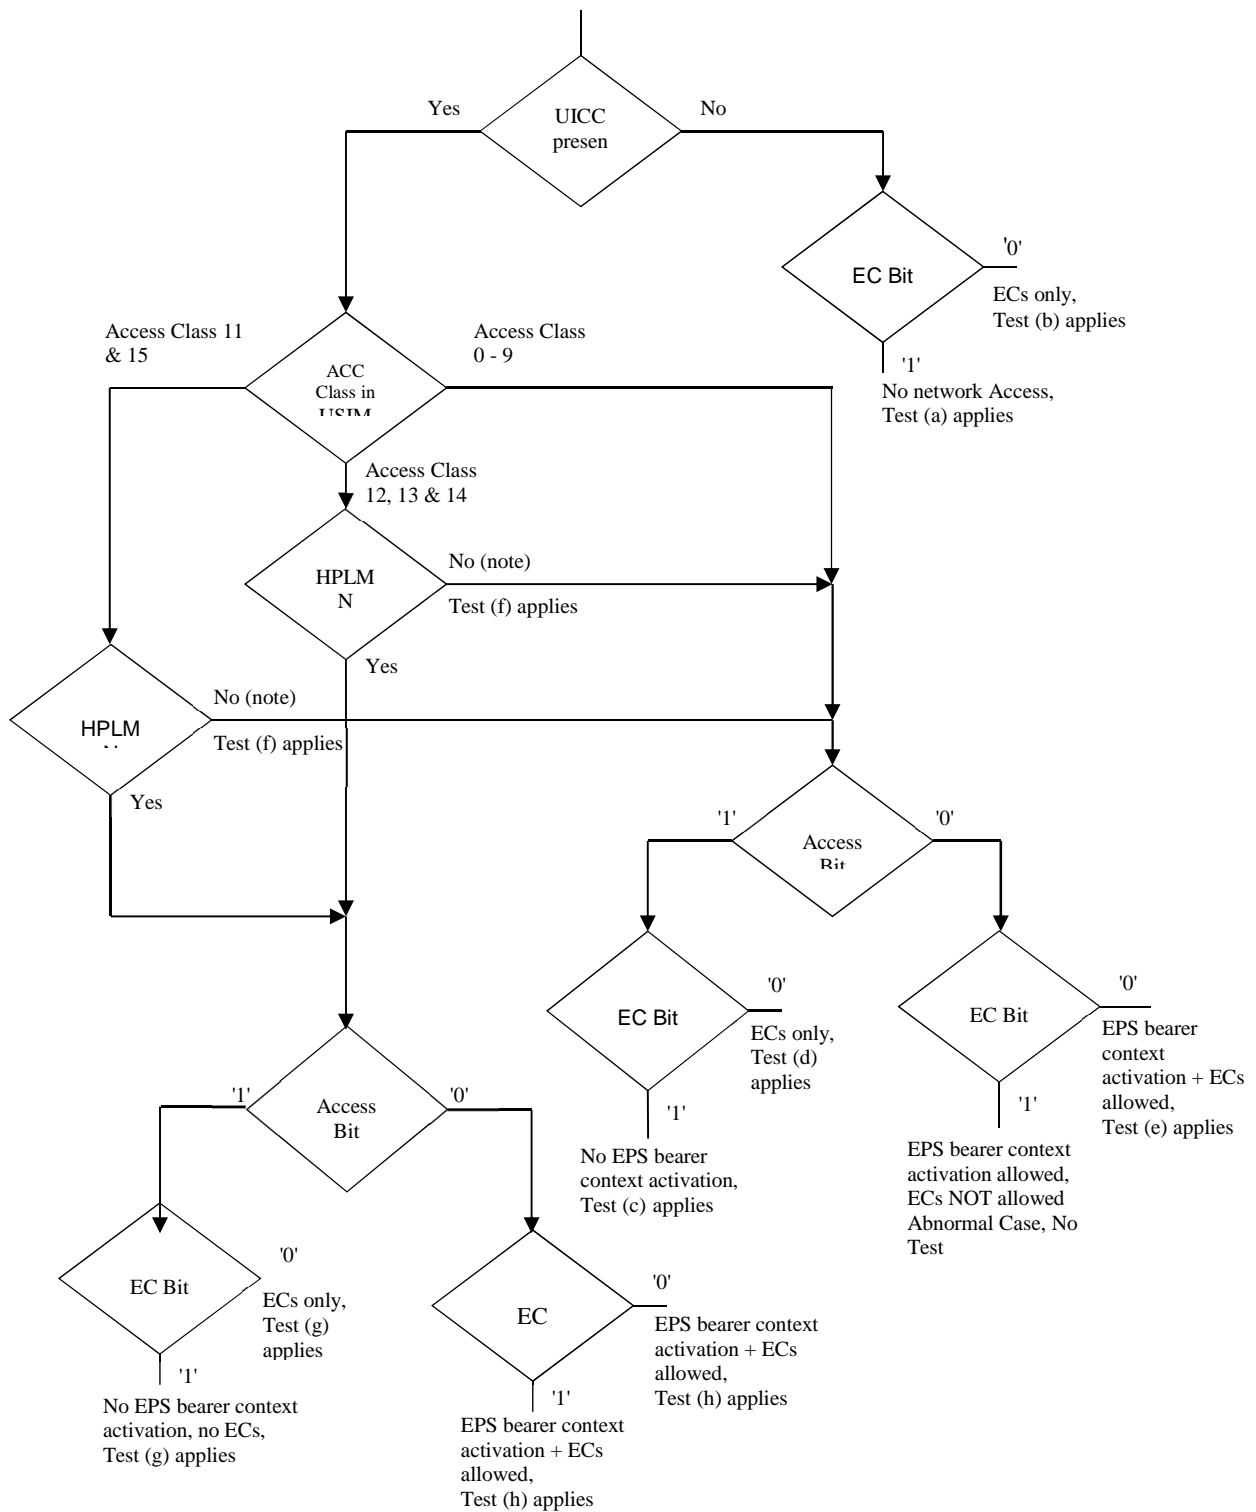 Yes
No
UICC
presen
EC Bit
'0'
ECs only,
Test (b) applies
'1'
No network Access,
Test (a) applies
Access Class 11
& 15
Access Class
0 - 9
ACC
Class in
USIM
Access Class
12, 13 & 14
HPLM
N
No (note)
Test (f) applies
Yes
HPLM
No (note)
Test (f) applies
Yes
'1'
'0'
Access
Bit
EC Bit
'0'
ECs only,
Test (d)
applies
'1'
No EPS bearer
context activation,
Test (c) applies
EC Bit
'0'
EPS bearer
context
activation + ECs
allowed,
Test (e) applies
'1'
EPS bearer context
activation allowed,
ECs NOT allowed
Abnormal Case, No
Test
'1'
'0'
Access
Bit
EC Bit
'0'
ECs only,
Test (g)
applies
'1'
No EPS bearer context
activation, no ECs,
Test (g) applies
EC
'0'
EPS bearer context
activation + ECs
allowed,
Test (h) applies
'1'
EPS bearer context
activation + ECs
allowed,
Test (h) applies